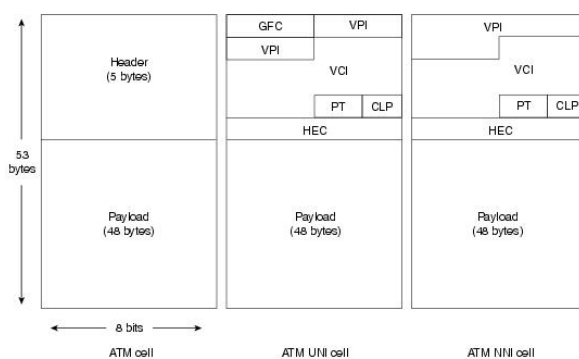 GFC VPI VPI
Header
(5 bytes)
VPI
VCI VCI
PT CLP PT CLP
HEC HEC
53
bytes
Payload
(48 bytes)
Payload
(48 bytes)
Payload
(48 bytes)
8 bits
ATM cell ATM UNI cell ATM NNI cell